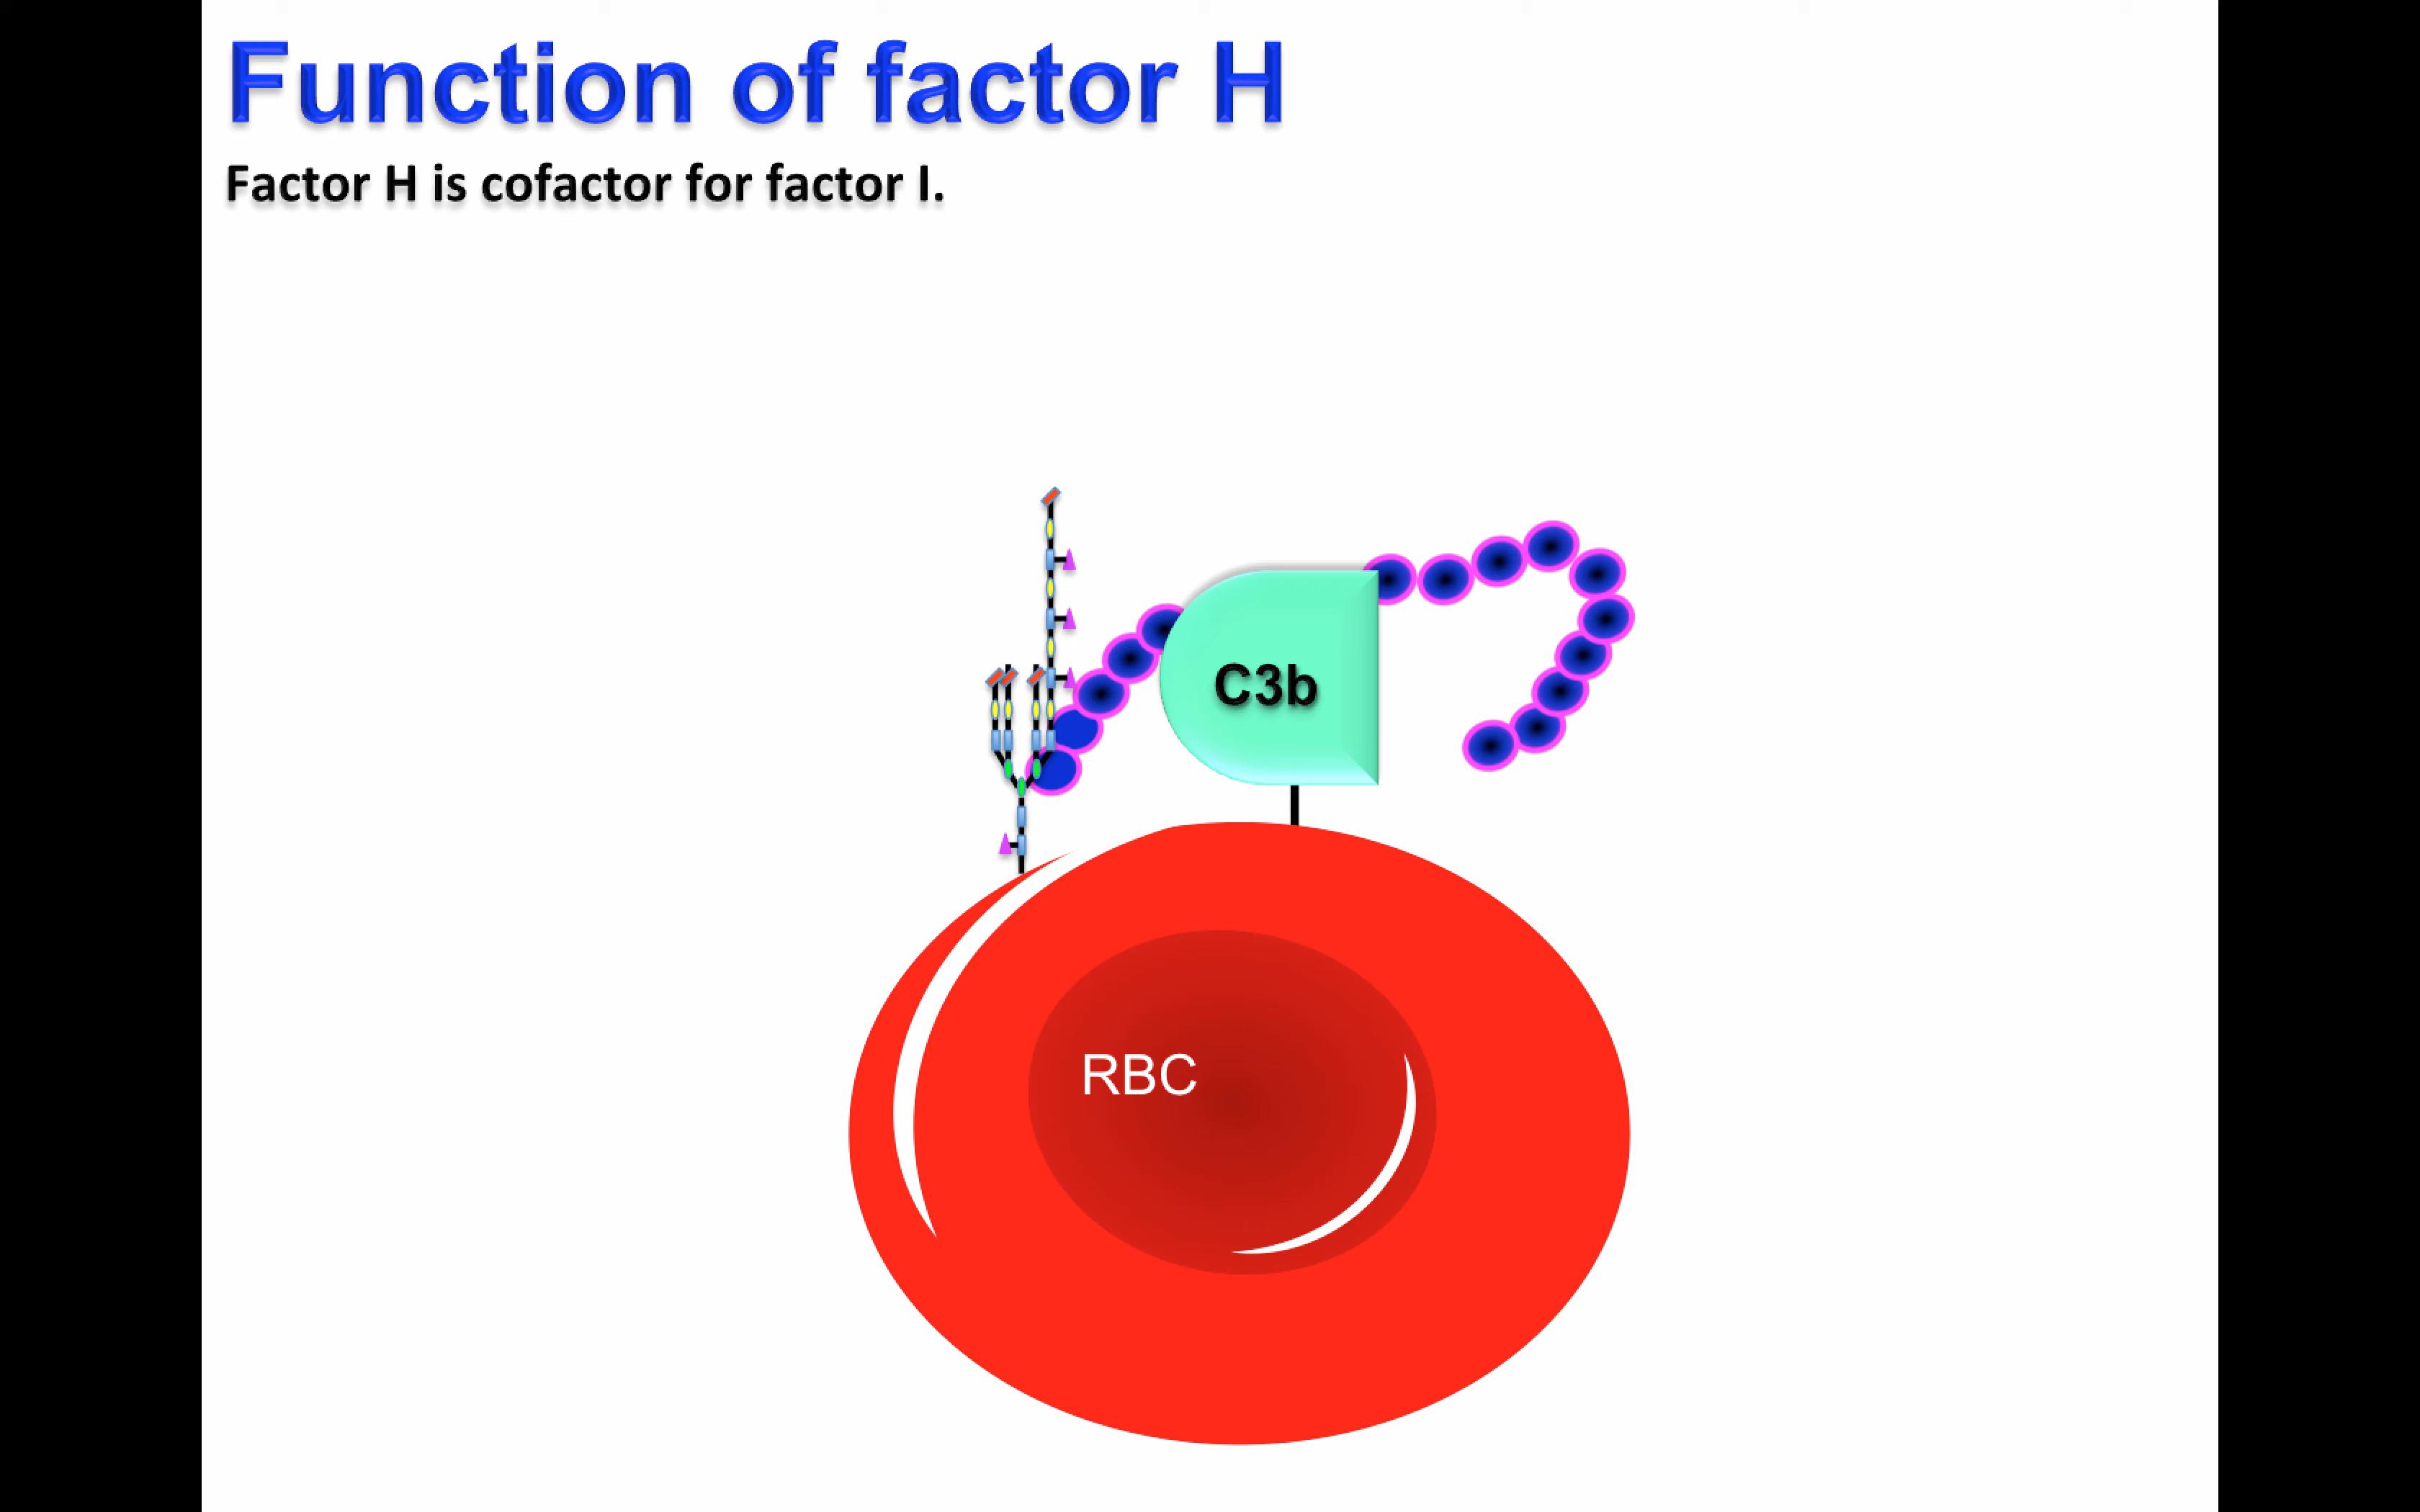 Function of factor H
Factor H is cofactor for factor I.
C3b
RBC